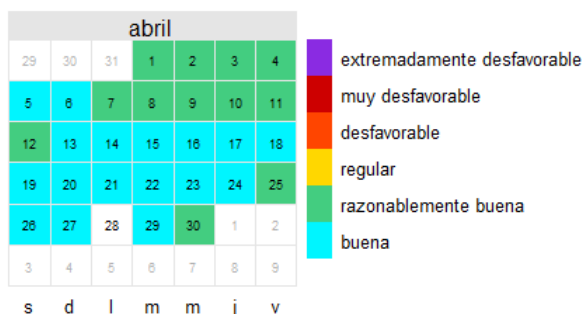 abril
29 30 31 1 2 3 4
5 6 7 8 9 10 11
12 13 14 15 16 17 18
19 20 21 22 23 24 25
26 27 28 29 30 1 2
3 4 5 6 7 8 9
s d l m m j v
extremadamente desfavorable
muy desfavorable
desfavorable
regular
razonablemente buena
buena